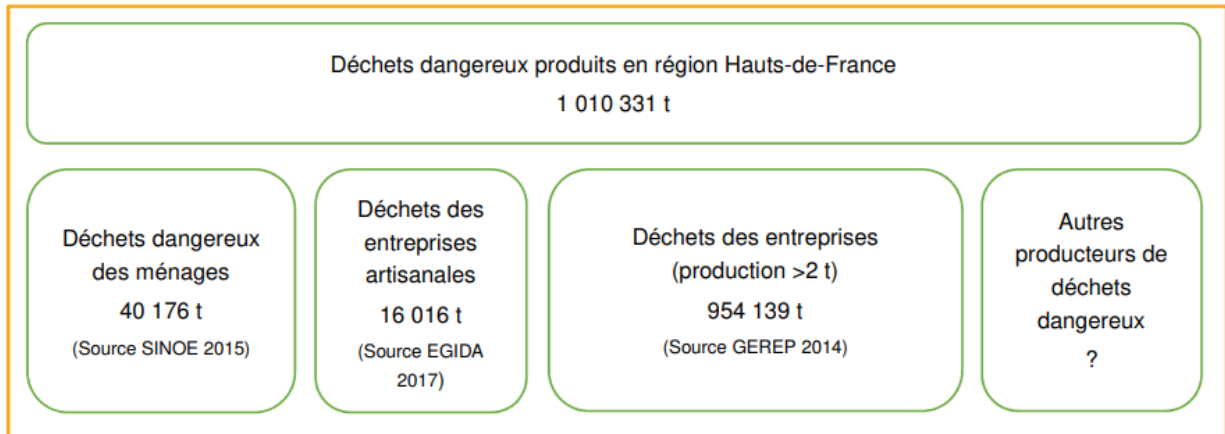 Déchets dangereux produits en région Hauts-de-France
1 010 331 t
Déchets dangereux
des ménages
40 176 t
(Source SINOE 2015)
Déchets des
entreprises
artisanales
16 016 t
(Source EGIDA
2017)
Déchets des entreprises
(production >2 t)
954 139 t
(Source GEREP 2014)
Autres
producteurs de
déchets
dangereux
?